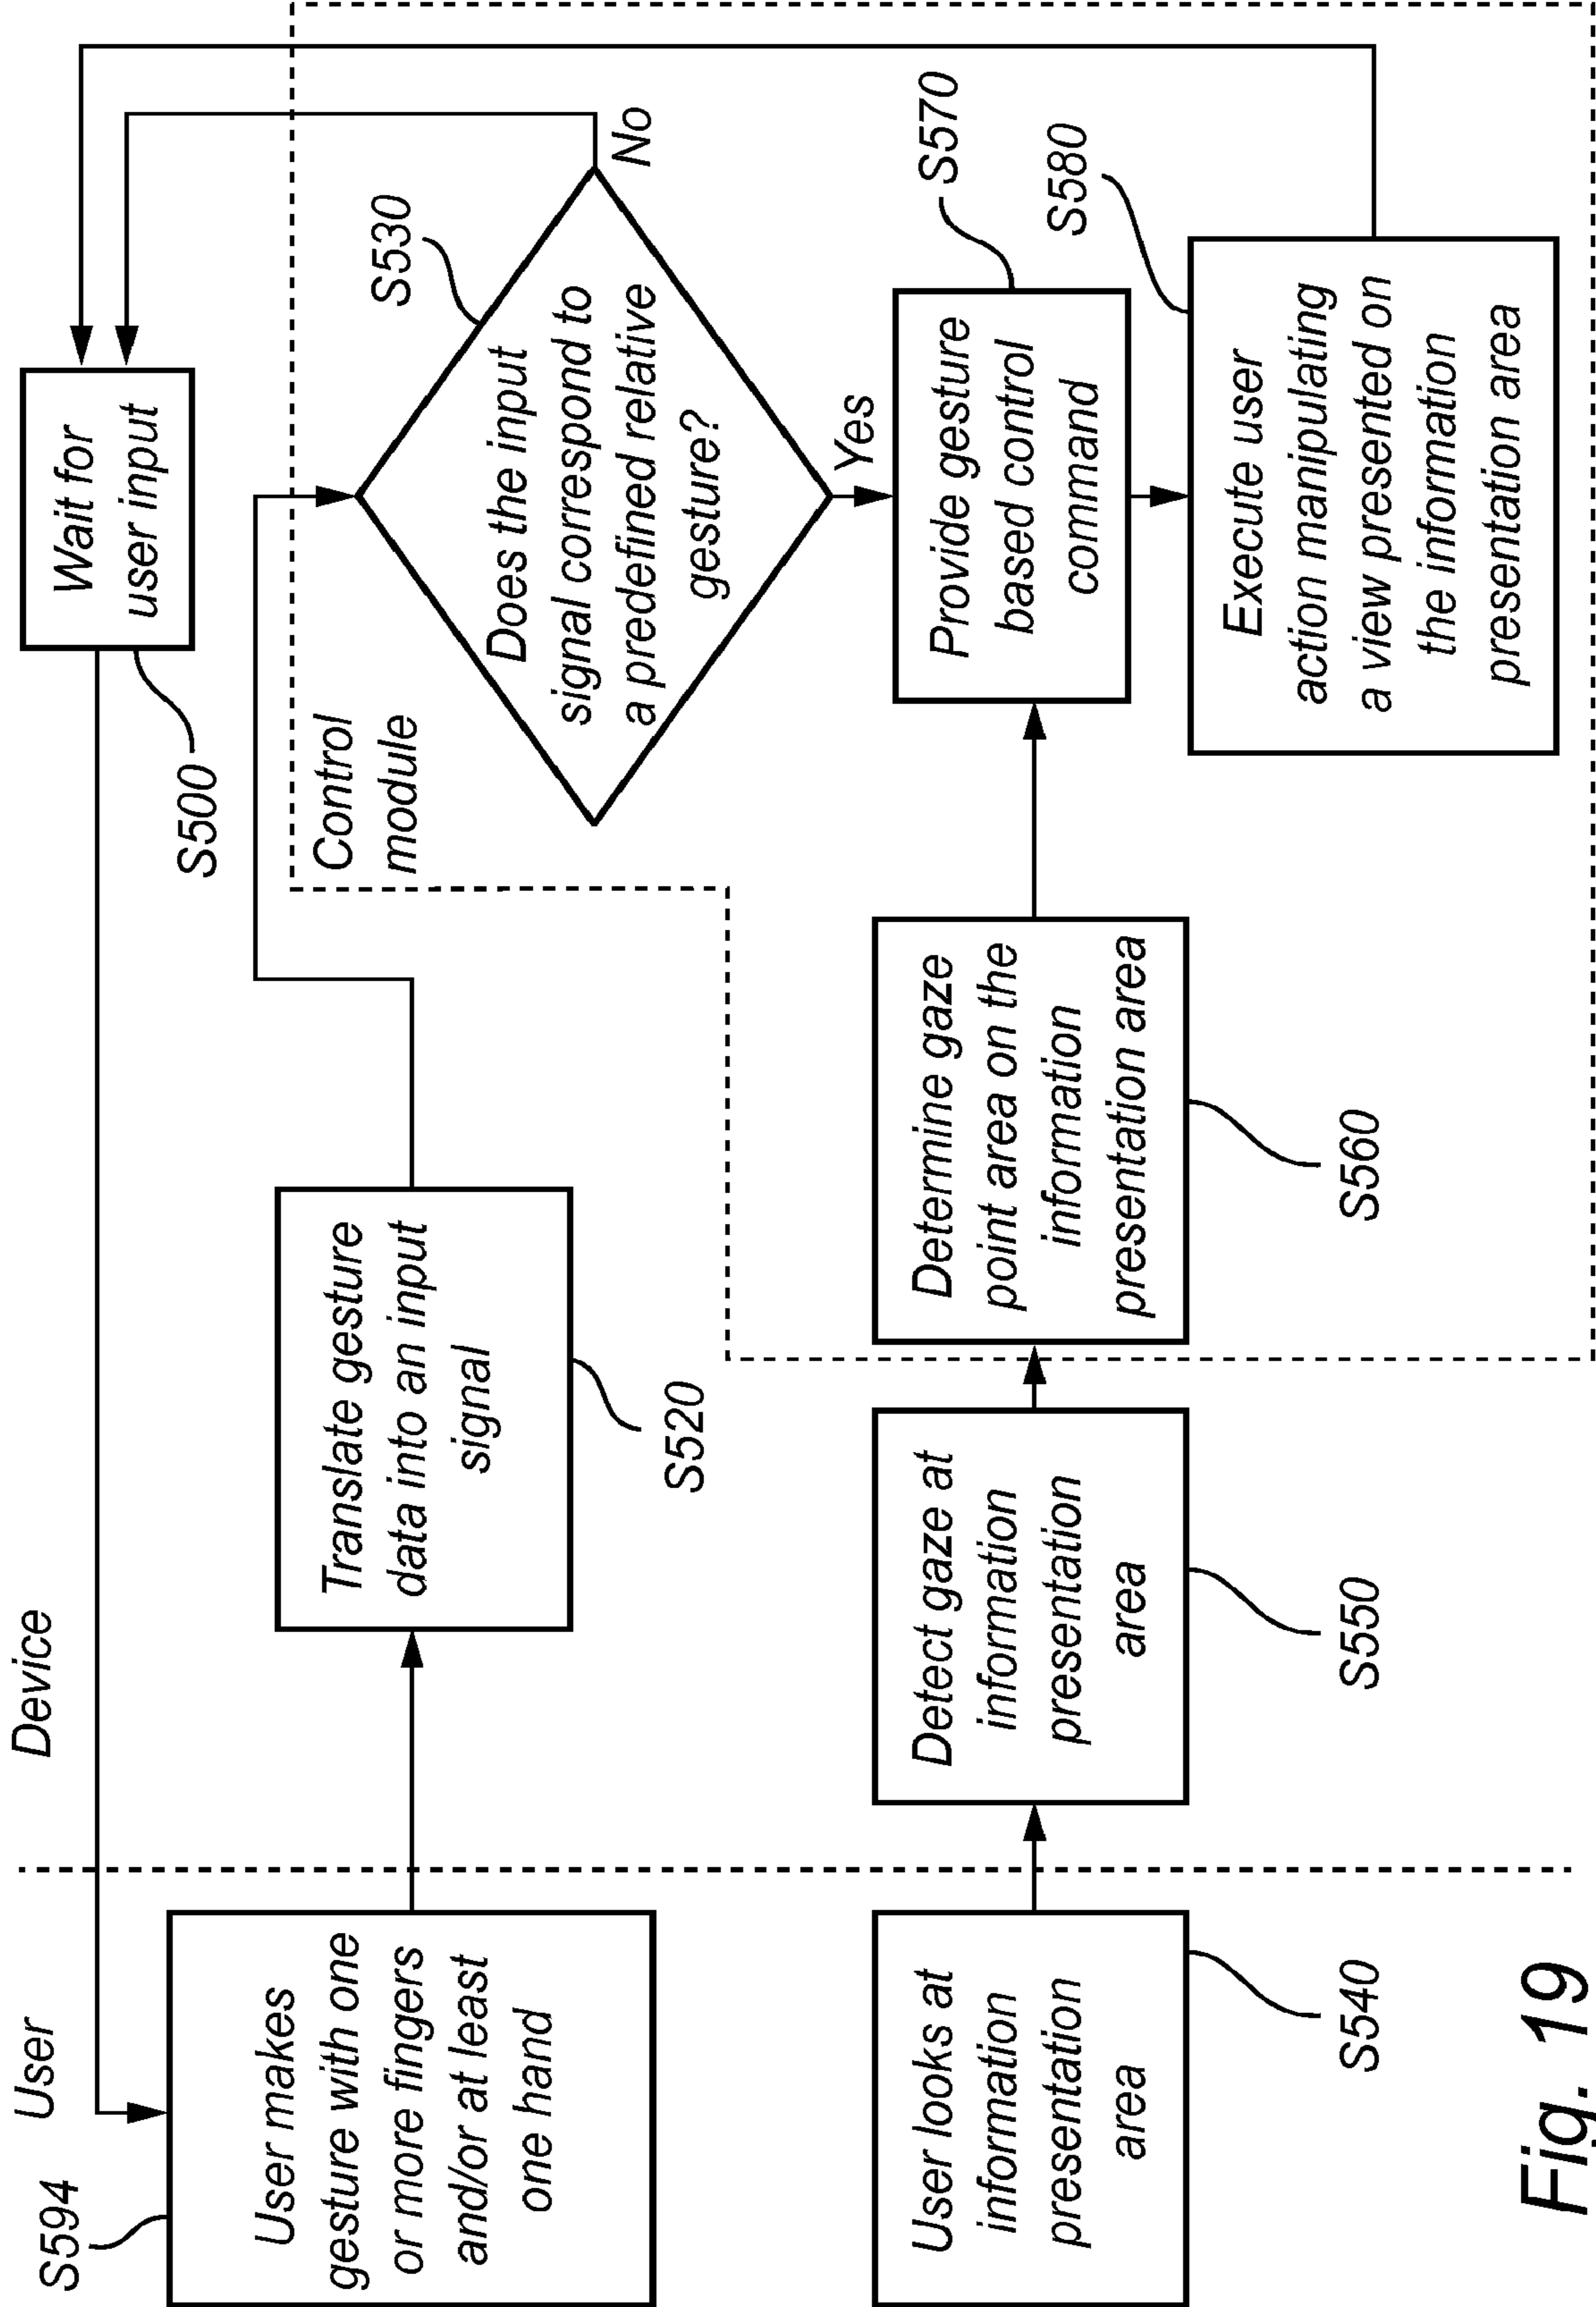 User
Device
S594
User makes
gesture with one
or more fingers
and/or at least
one hand
Translate gesture
data into an input
signal
S520
Wait for
user input
S500
Control
module
S530
Does the input
signal correspond to
a predefined relative
gesture?
No
Yes
User looks at
information
presentation
area
S540
Detect gaze at
information
presentation
area
S550
Determine gaze
point area on the
information
presentation area
S560
Provide gesture
based control
command
S570
Execute user
action manipulating
a view presented on
the information
presentation area
S580
Fig. 19